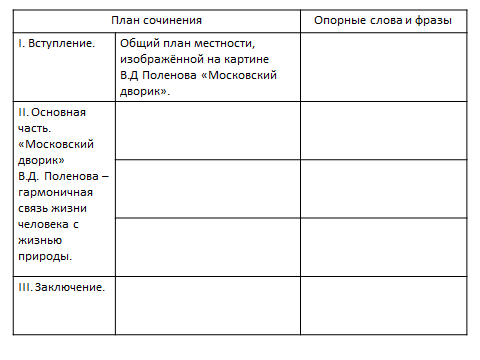 План сочинения
Опорные слова и фразы
I. Вступление.
Общий план местности,
изображённой на картине
В.Д Поленова «Московский
дворик».
II. Основная
часть.
«Московский
дворик»
В.Д. Поленова –
гармоничная
связь жизни
человека с
жизнью
природы.
III. Заключение.